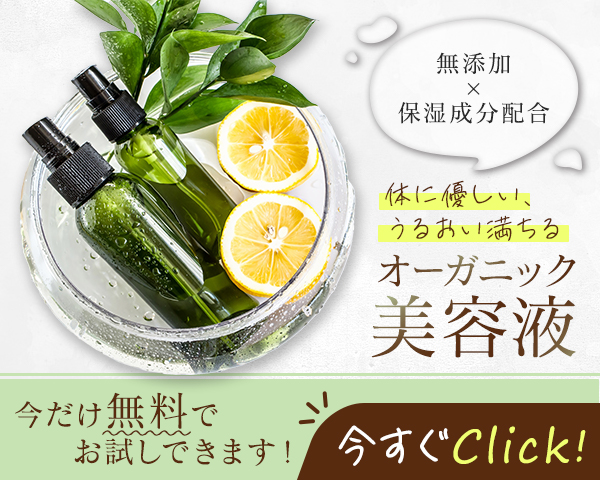 無添加
×
保湿成分配合
体に優しい、
うるおい満ちる
オーガニック
美容液
今だけ無料で
お試しできます！
今すぐClick!